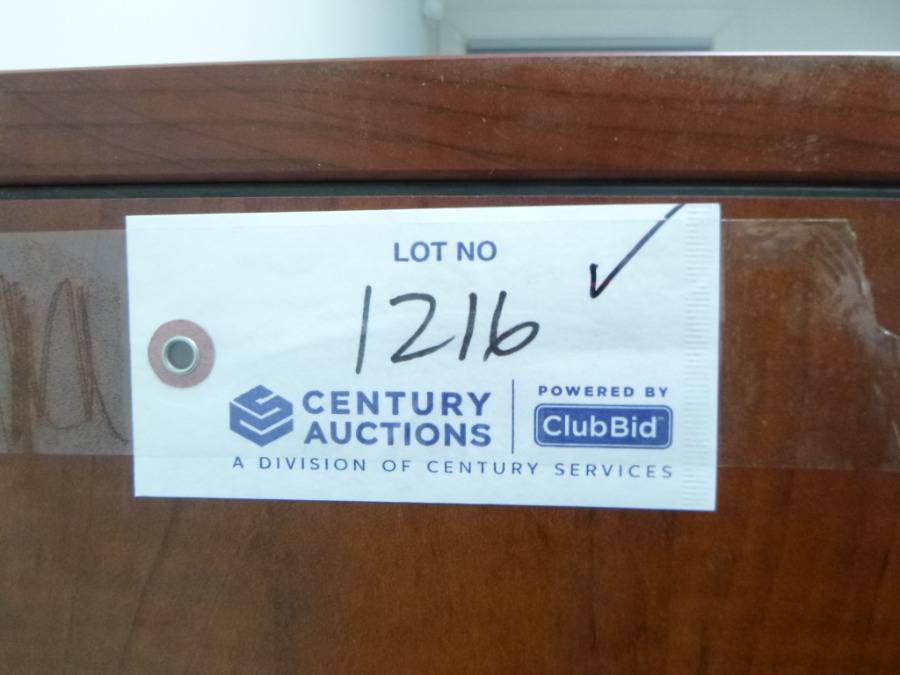 LOT NO
1216
CENTURY
AUCTIONS
POWERED BY
ClubBid
A DIVISION OF CENTURY SERVICES